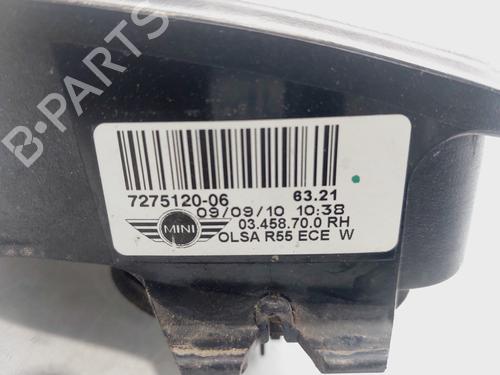 B-PARTS
7275120-06 63.21
09/09/10 10:38
MINI 03.458.70.0 RH
OLSA R55 ECE W